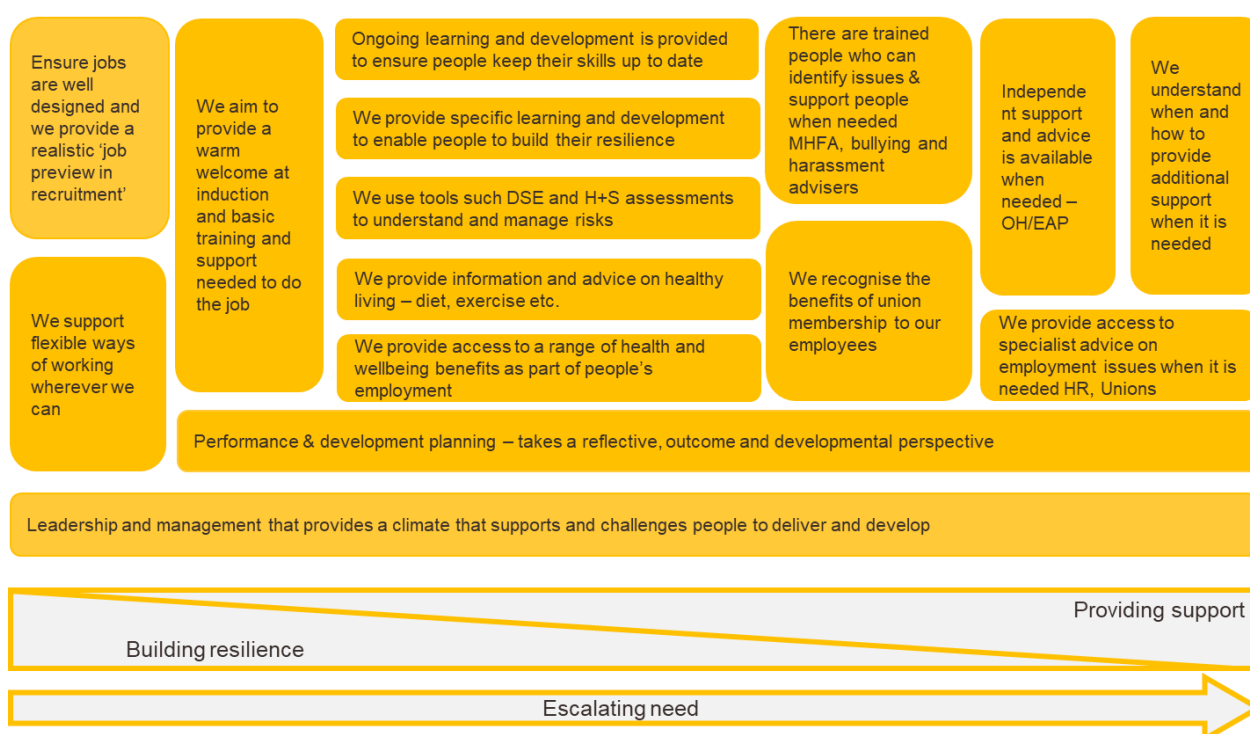 Ensure jobs
are well
designed and
we provide a
realistic ‘job
preview in
recruitment’
We support
flexible ways
of working
wherever we
can
We aim to
provide a
warm
welcome at
induction
and basic
training and
support
needed to do
the job
Ongoing learning and development is provided
to ensure people keep their skills up to date
We provide specific learning and development
to enable people to build their resilience
We use tools such DSE and H+S assessments
to understand and manage risks
We provide information and advice on healthy
living – diet, exercise etc.
We provide access to a range of health and
wellbeing benefits as part of people’s
employment
There are trained
people who can
identify issues &
support people
when needed
MHFA, bullying and
harassment
advisers
We recognise the
benefits of union
membership to our
employees
Independe
nt support
and advice
is available
when
needed –
OH/EAP
We
understand
when and
how to
provide
additional
support
when it is
needed
We provide access to
specialist advice on
employment issues when it is
needed HR, Unions
Performance & development planning – takes a reflective, outcome and developmental perspective
Leadership and management that provides a climate that supports and challenges people to deliver and develop
Providing support
Building resilience
Escalating need